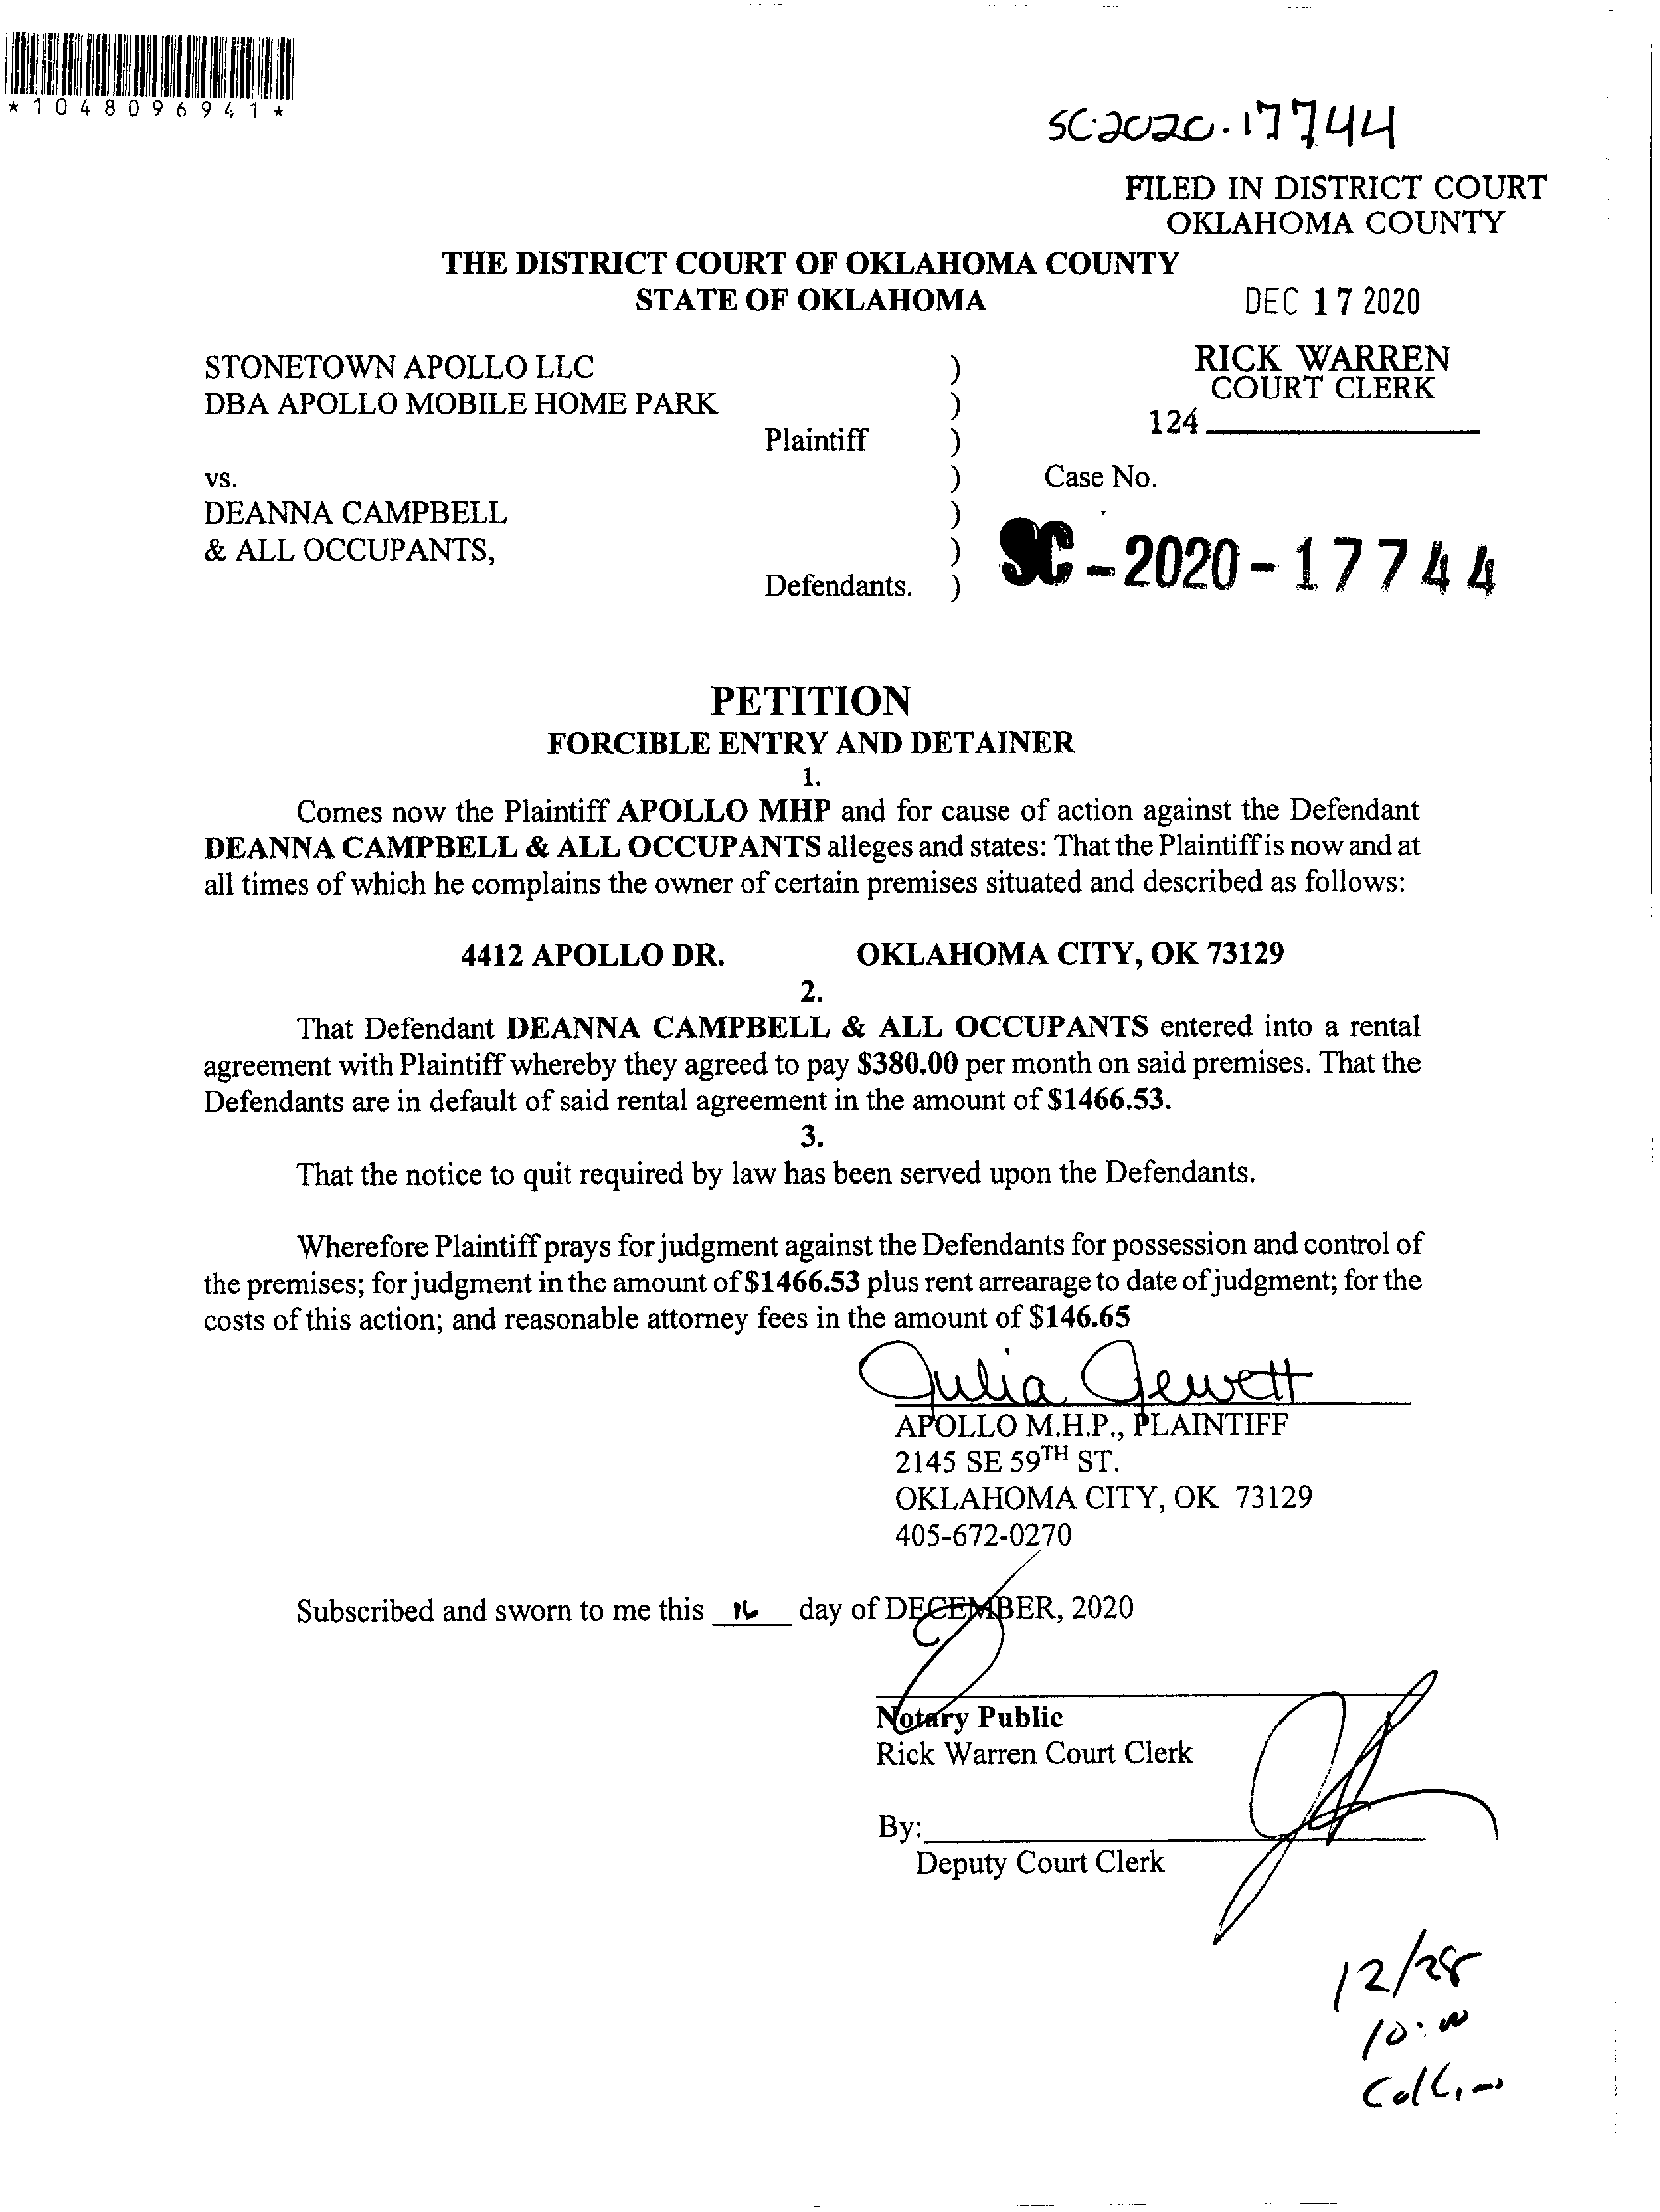 *1048096941*
SC-2020-17744
FILED IN DISTRICT COURT
OKLAHOMA COUNTY
THE DISTRICT COURT OF OKLAHOMA COUNTY
STATE OF OKLAHOMA
DEC 17 2020
STONETOWN APOLLO LLC )
RICK WARREN
COURT CLERK
DBA APOLLO MOBILE HOME PARK )
124
Plaintiff )
vs. ) Case No.
DEANNA CAMPBELL )
& ALL OCCUPANTS, ) SC-2020-17744
Defendants. )
PETITION
FORCIBLE ENTRY AND DETAINER
1.
Comes now the Plaintiff APOLLO MHP and for cause of action against the Defendant
DEANNA CAMPBELL & ALL OCCUPANTS alleges and states: That the Plaintiff is now and at
all times of which he complains the owner of certain premises situated and described as follows:
4412 APOLLO DR. OKLAHOMA CITY, OK 73129
2.
That Defendant DEANNA CAMPBELL & ALL OCCUPANTS entered into a rental
agreement with Plaintiff whereby they agreed to pay $380.00 per month on said premises. That the
Defendants are in default of said rental agreement in the amount of $1466.53.
3.
That the notice to quit required by law has been served upon the Defendants.
Wherefore Plaintiff prays for judgment against the Defendants for possession and control of
the premises; for judgment in the amount of $1466.53 plus rent arrearage to date of judgment; for the
costs of this action; and reasonable attorney fees in the amount of $146.65
Julia Jewett
APOLLO M.H.P., PLAINTIFF
2145 SE 59TH ST.
OKLAHOMA CITY, OK 73129
405-672-0270
Subscribed and sworn to me this 16 day of DECEMBER, 2020
Notary Public
Rick Warren Court Clerk
By:
Deputy Court Clerk
12/28
10:00
Collins